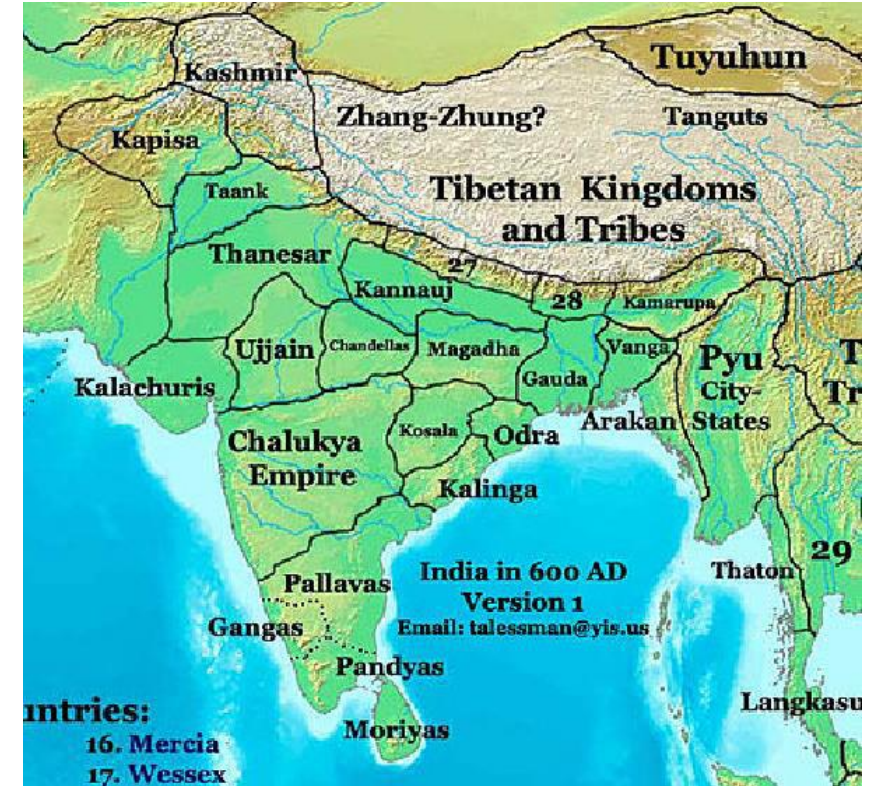 Tuyuhun
Kashmir
Zhang-Zhung?
Tanguts
Kapisa
Taank
Tibetan Kingdoms
and Tribes
Thanesar
27
Kannauj
28
Kamarupa
Ujjain
Chandellas
Magadha
Vanga
Pyu
City-
States
T
Tr
Kalachuris
Gauda
Arakan
Chalukya
Empire
Kosala
Odra
Kalinga
29
India in 600 AD
Version 1
Email: talessman@yis.us
Thaton
Pallavas
Gangas
Pandyas
Moriyas
Langkasu
untries:
16. Mercia
17. Wessex